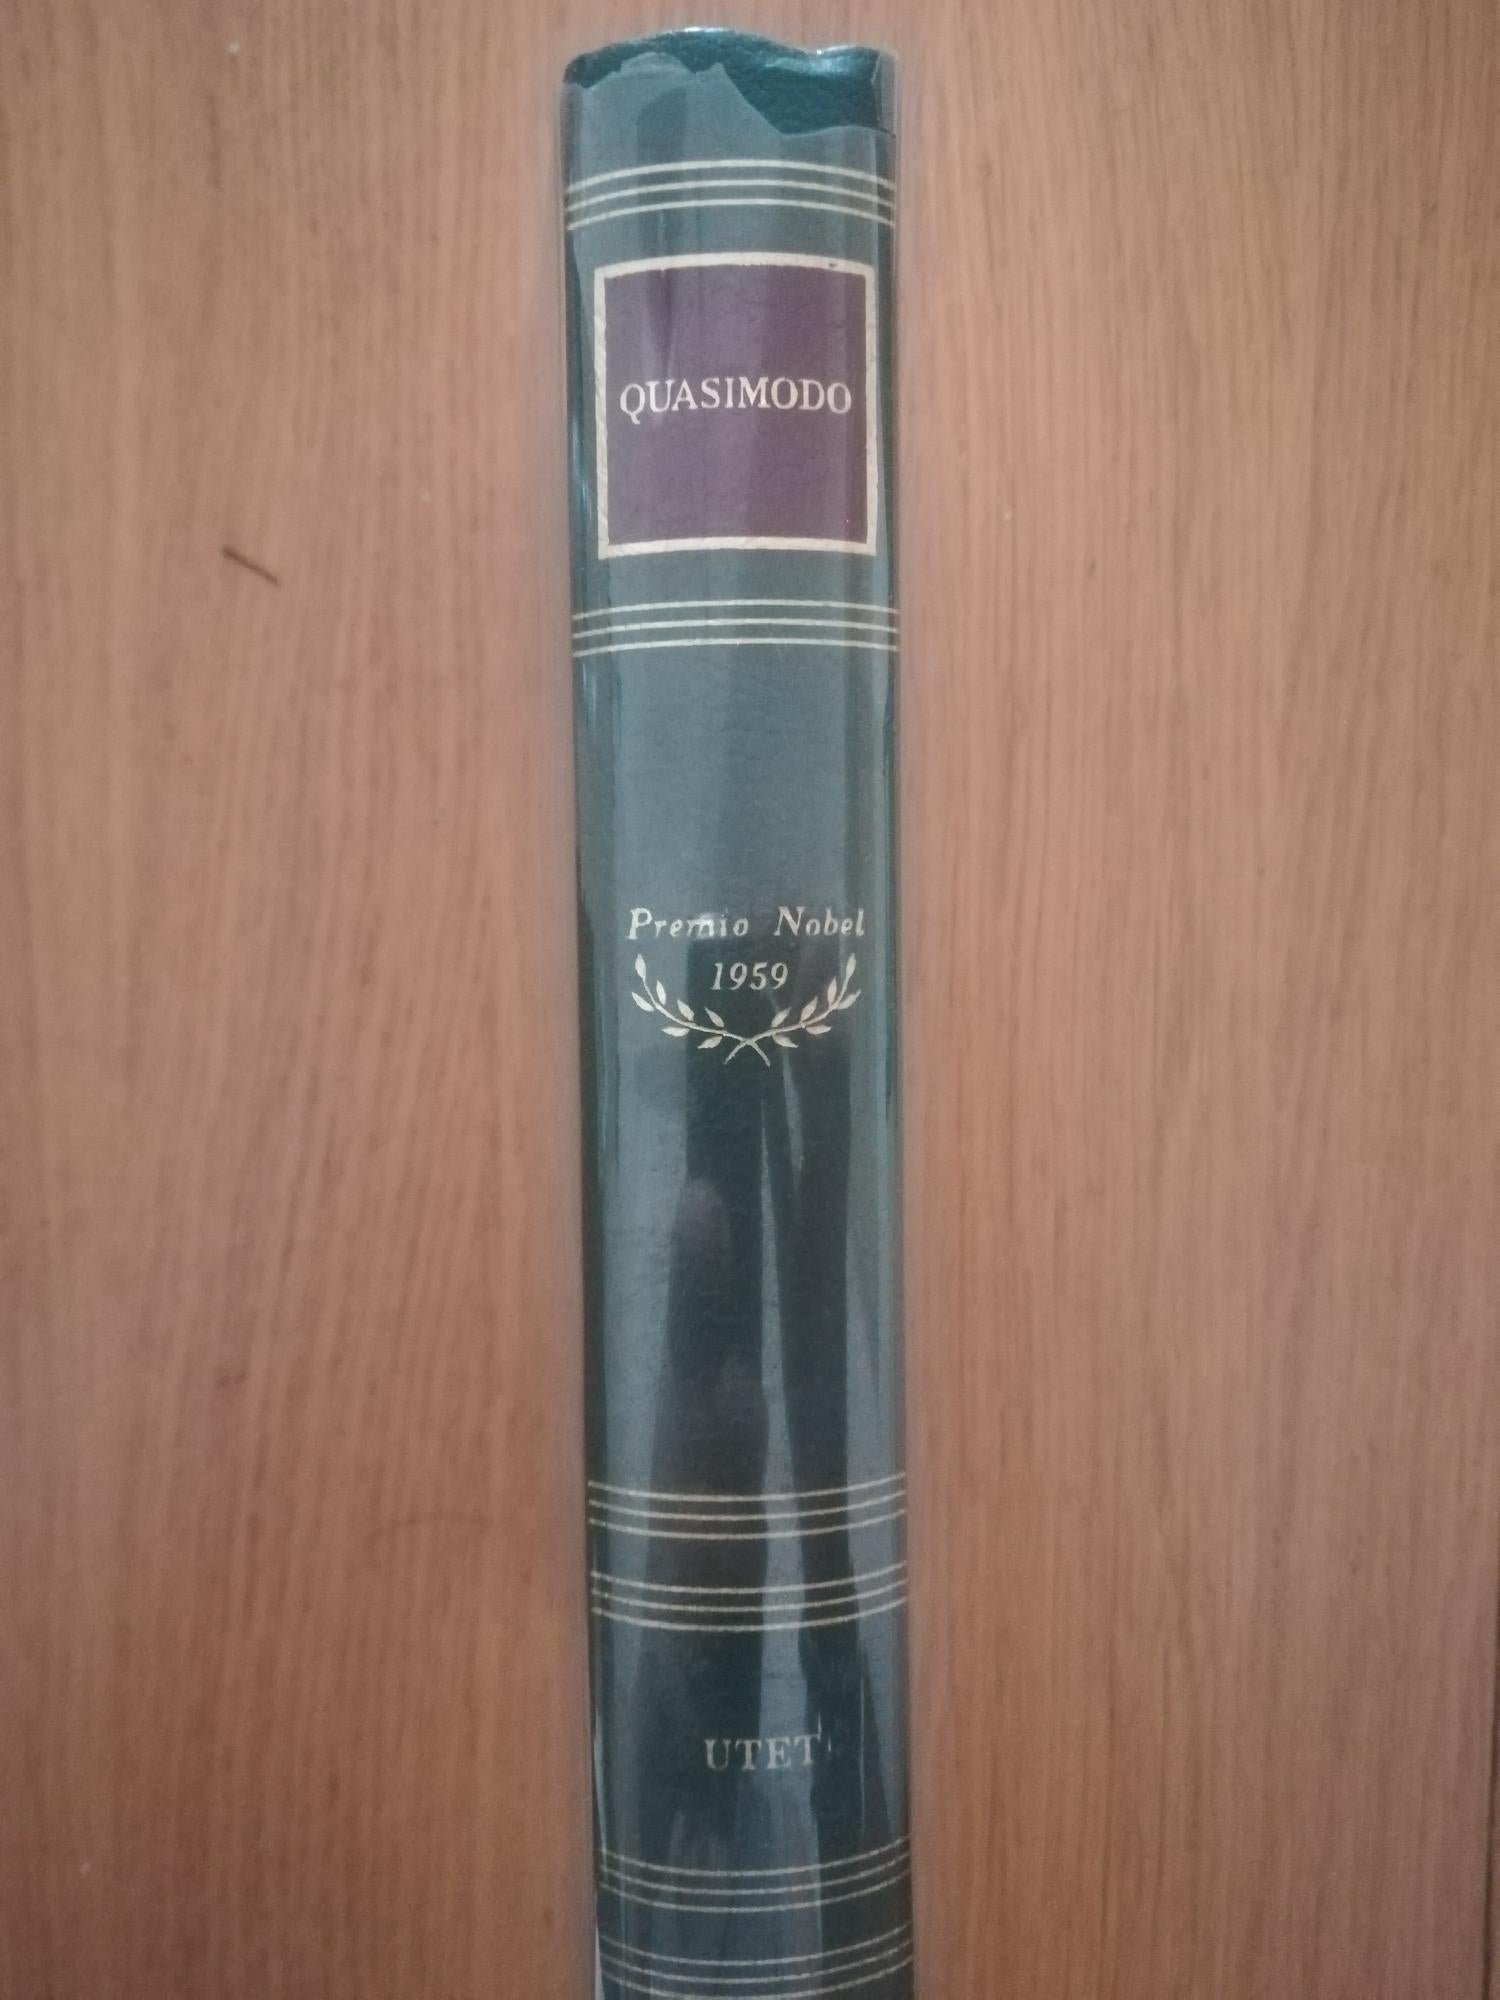 QUASIMODO
Premio Nobel
1959
UTET